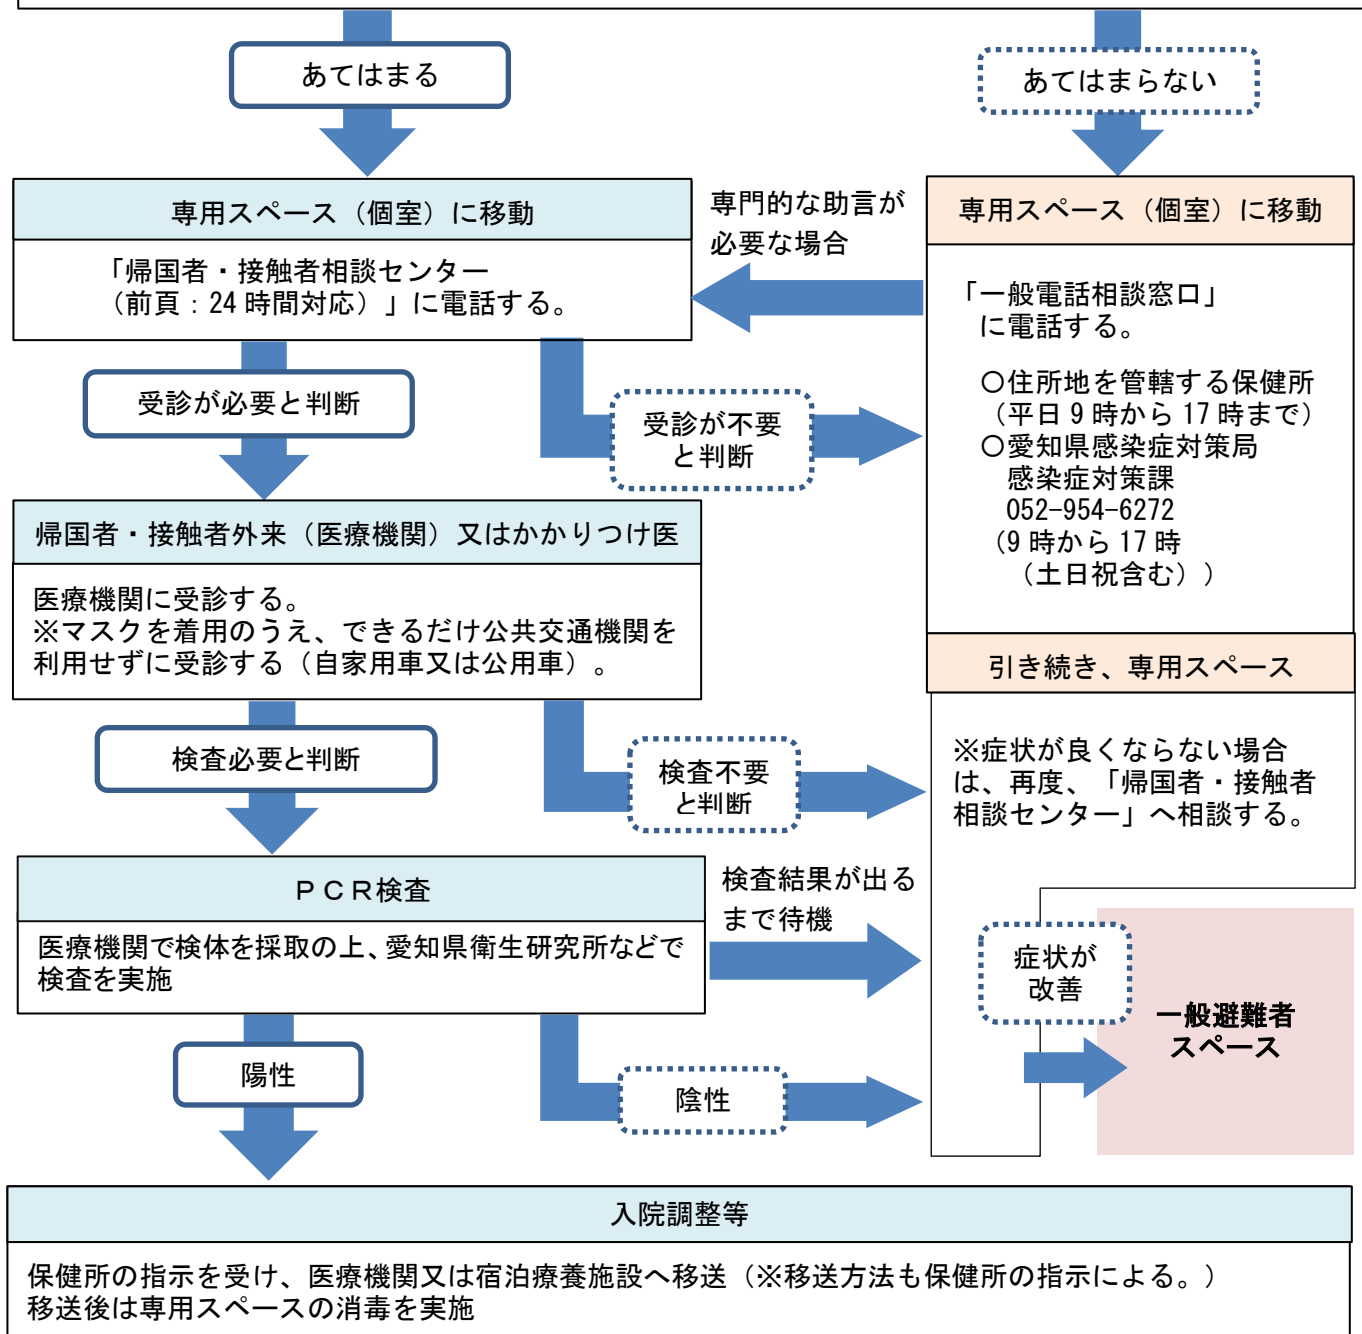 あてはまる
あてはまらない
専用スペース（個室）に移動
「帰国者・接触者相談センター
（前頁：24時間対応）」に電話する。
専門的な助言が
必要な場合
専用スペース（個室）に移動
「一般電話相談窓口」
に電話する。
〇住所地を管轄する保健所
（平日9時から17時まで）
〇愛知県感染症対策局
感染症対策課
052-954-6272
（9時から17時
（土日祝含む））
受診が必要と判断
受診が不要
と判断
帰国者・接触者外来（医療機関）又はかかりつけ医
医療機関に受診する。
※マスクを着用のうえ、できるだけ公共交通機関を
利用せずに受診する（自家用車又は公用車）。
引き続き、専用スペース
※症状が良くならない場合
は、再度、「帰国者・接触者
相談センター」へ相談する。
検査必要と判断
検査不要
と判断
ＰＣＲ検査
医療機関で検体を採取の上、愛知県衛生研究所などで
検査を実施
検査結果が出る
まで待機
症状が
改善
一般避難者
スペース
陽性
陰性
入院調整等
保健所の指示を受け、医療機関又は宿泊療養施設へ移送（※移送方法も保健所の指示による。）
移送後は専用スペースの消毒を実施